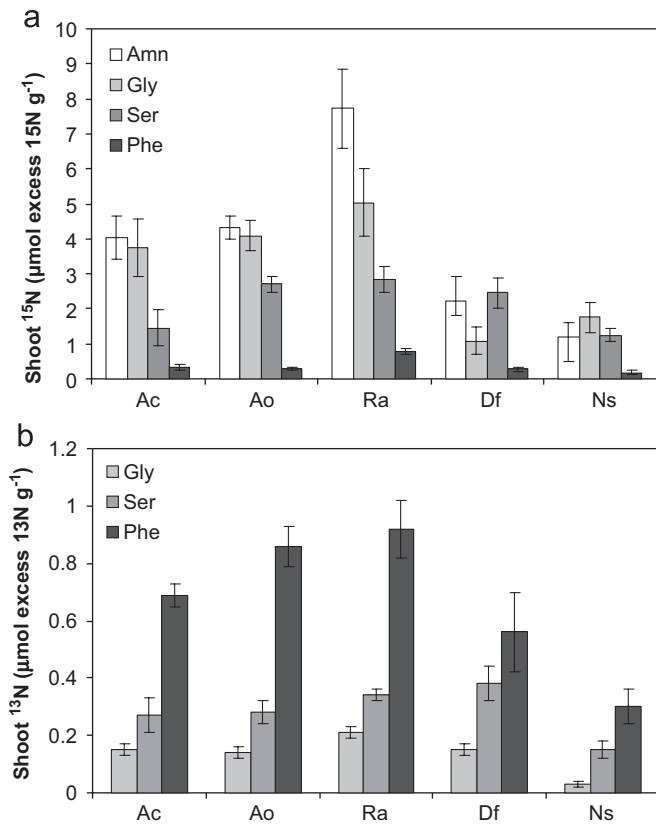 a
Amn
Gly
Ser
Phe
10
9
8
7
6
5
4
3
2
1
0
Shoot ¹⁵N (µmol excess 15N g⁻¹)
Ac Ao Ra Df Ns
b
Gly
Ser
Phe
1.2
1
0.8
0.6
0.4
0.2
0
Shoot ¹³N (µmol excess 13N g⁻¹)
Ac Ao Ra Df Ns